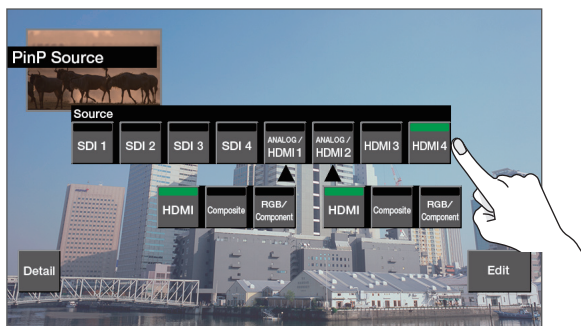 PinP Source
Source
SDI 1 SDI 2 SDI 3 SDI 4 ANALOG / HDMI 1 ANALOG / HDMI 2 HDMI 3 HDMI 4
HDMI Composite RGB/ Component HDMI Composite RGB/ Component
Detail Edit